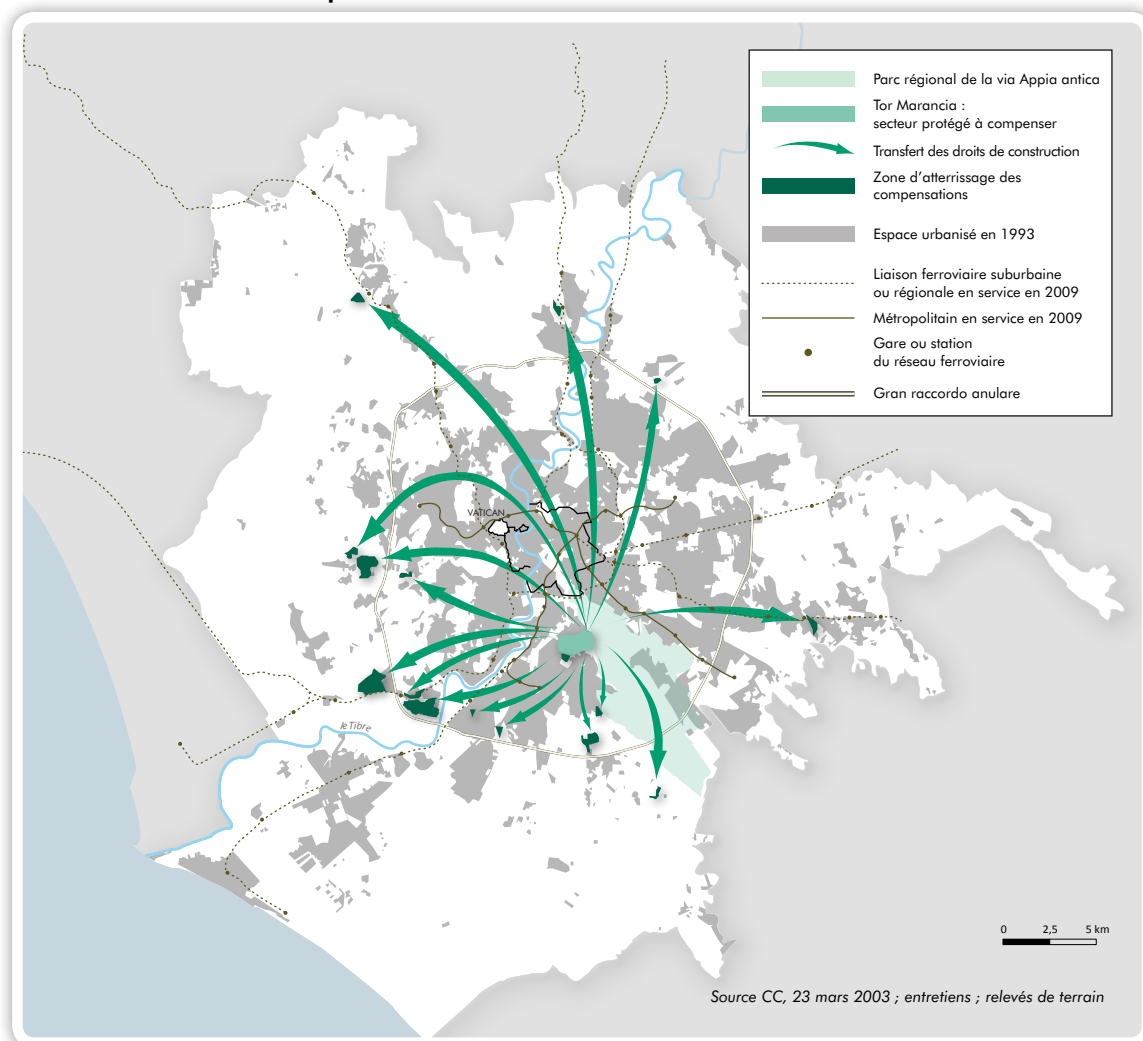 Parc régional de la via Appia antica
Tor Marancia :
secteur protégé à compenser
Transfert des droits de construction
Zone d'atterrissage des
compensations
Espace urbanisé en 1993
Liaison ferroviaire suburbaine
ou régionale en service en 2009
Métropolitain en service en 2009
Gare ou station
du réseau ferroviaire
Gran raccordo anulare
VATICAN
le Tibre
0 2,5 5 km
Source CC, 23 mars 2003 ; entretiens ; relevés de terrain